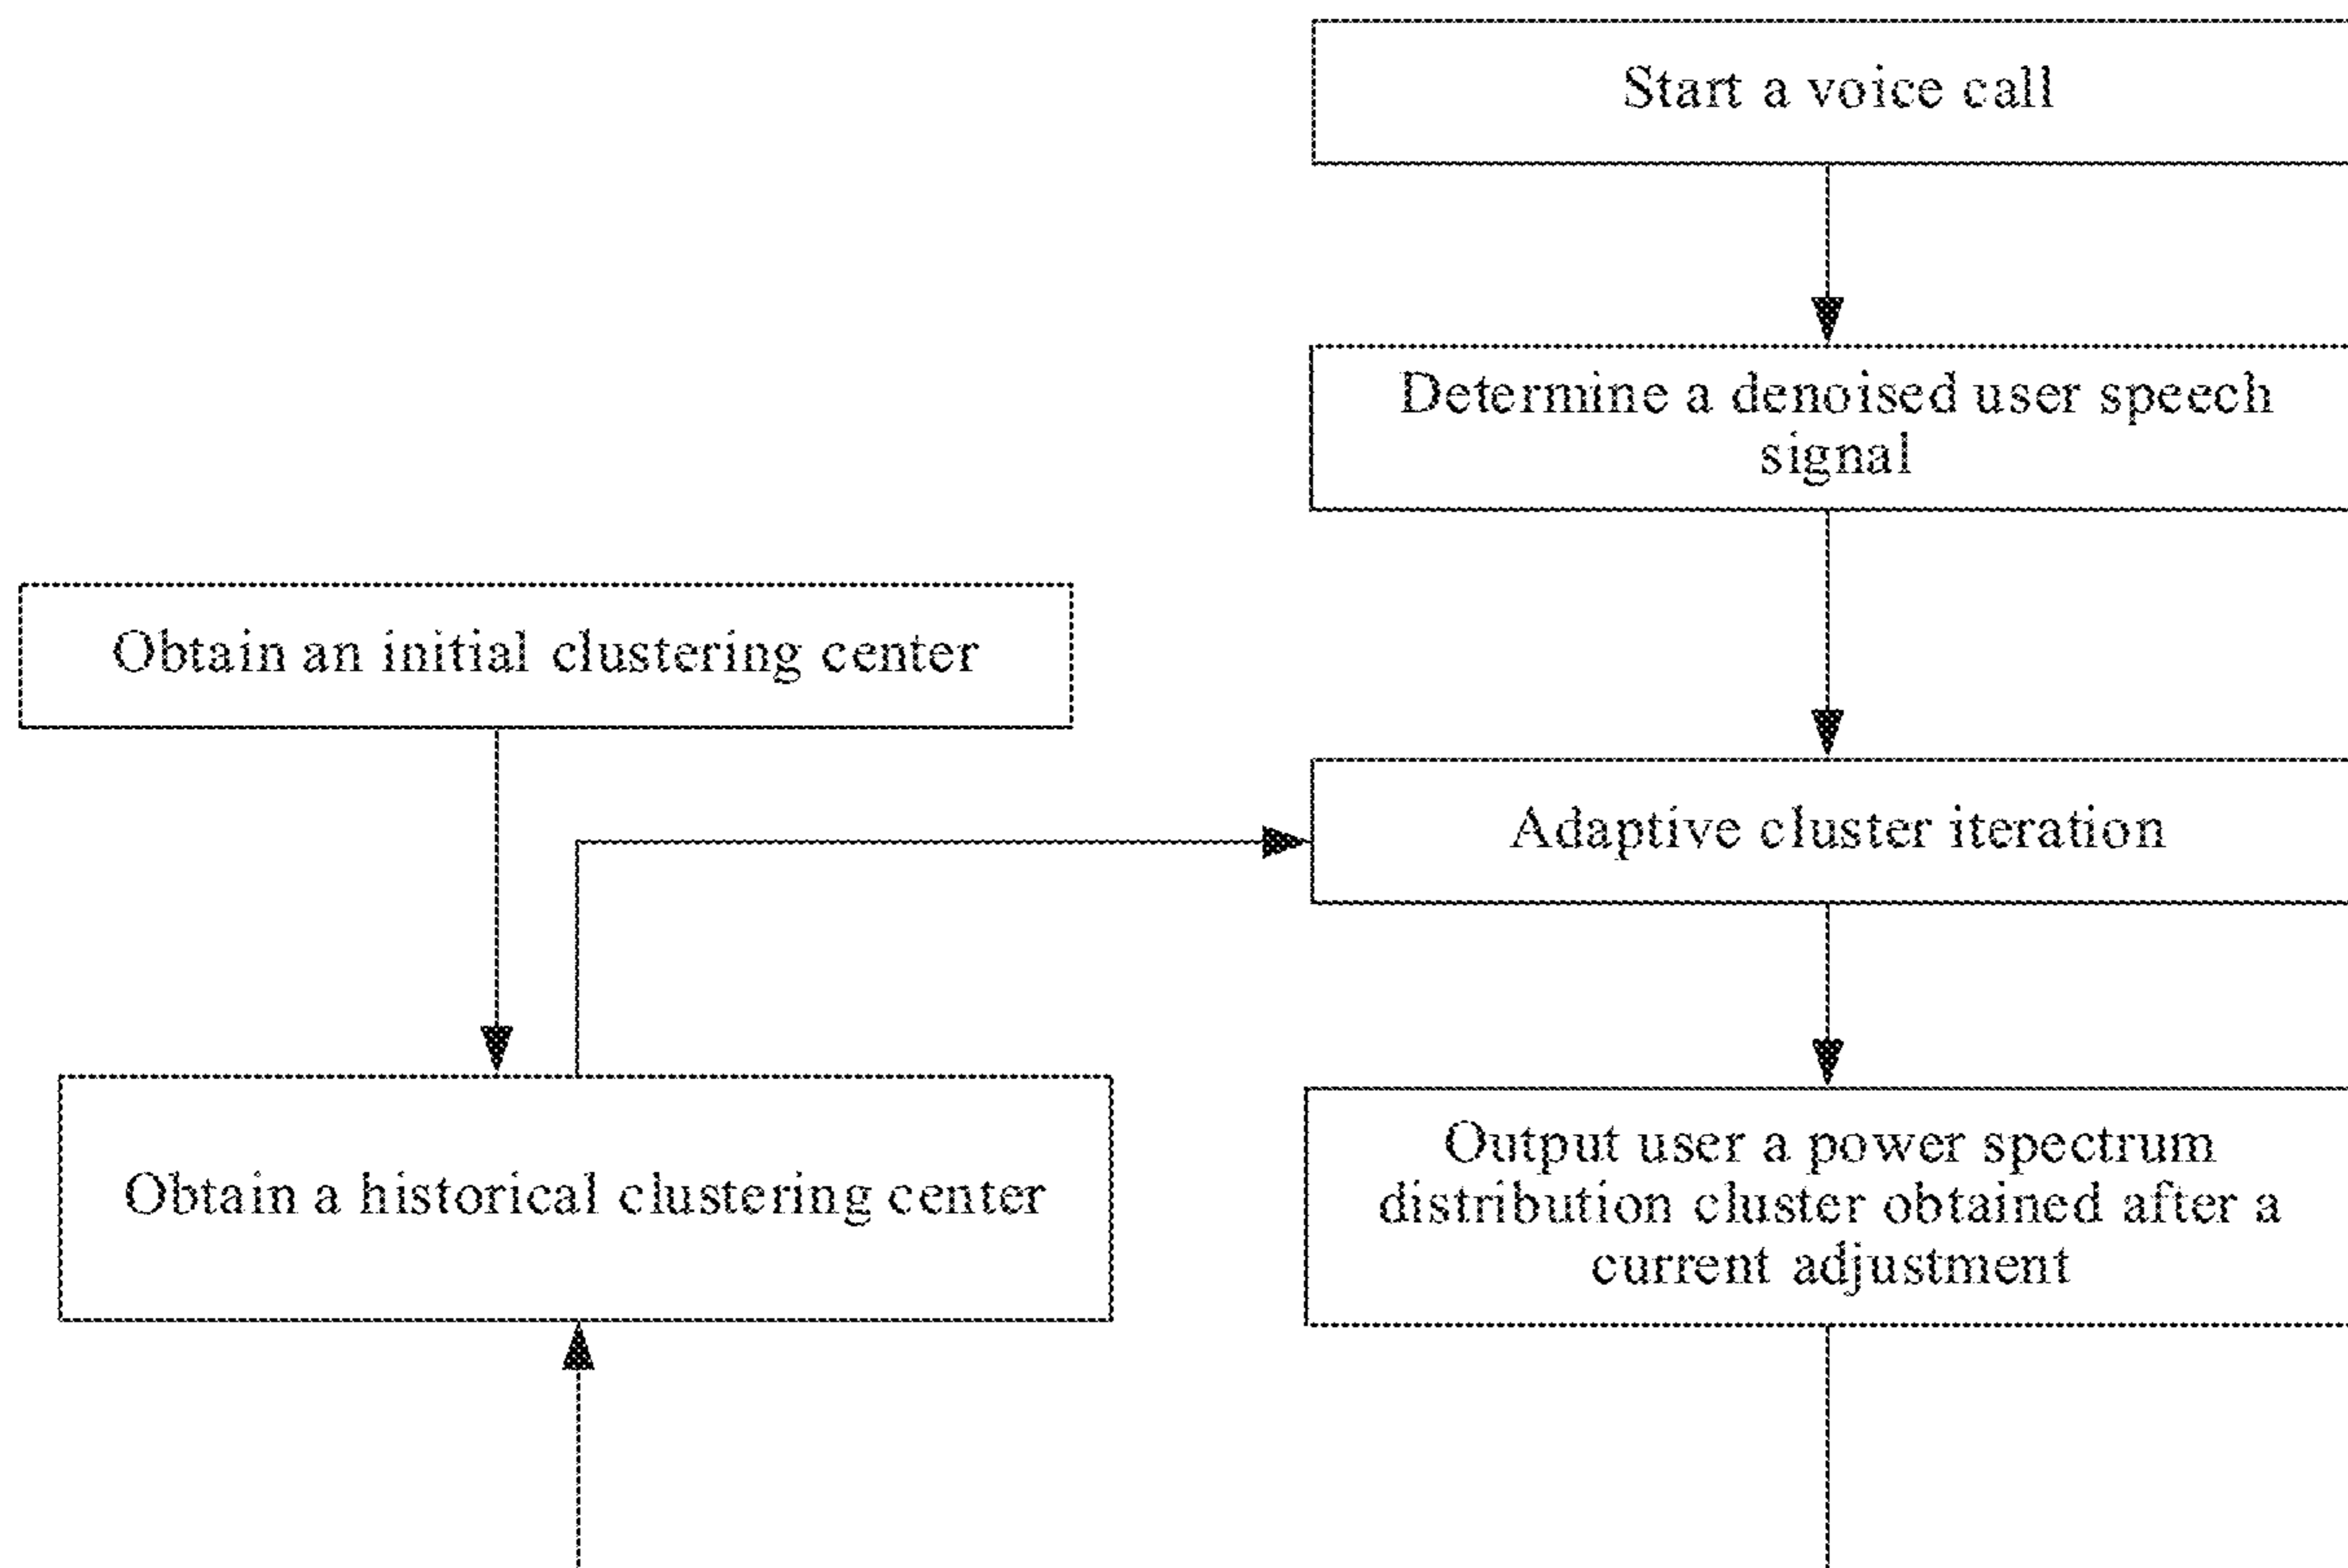 Start a voice call
Determine a denoised user speech
signal
Obtain an initial clustering center
Adaptive cluster iteration
Obtain a historical clustering center
Output user a power spectrum
distribution cluster obtained after a
current adjustment